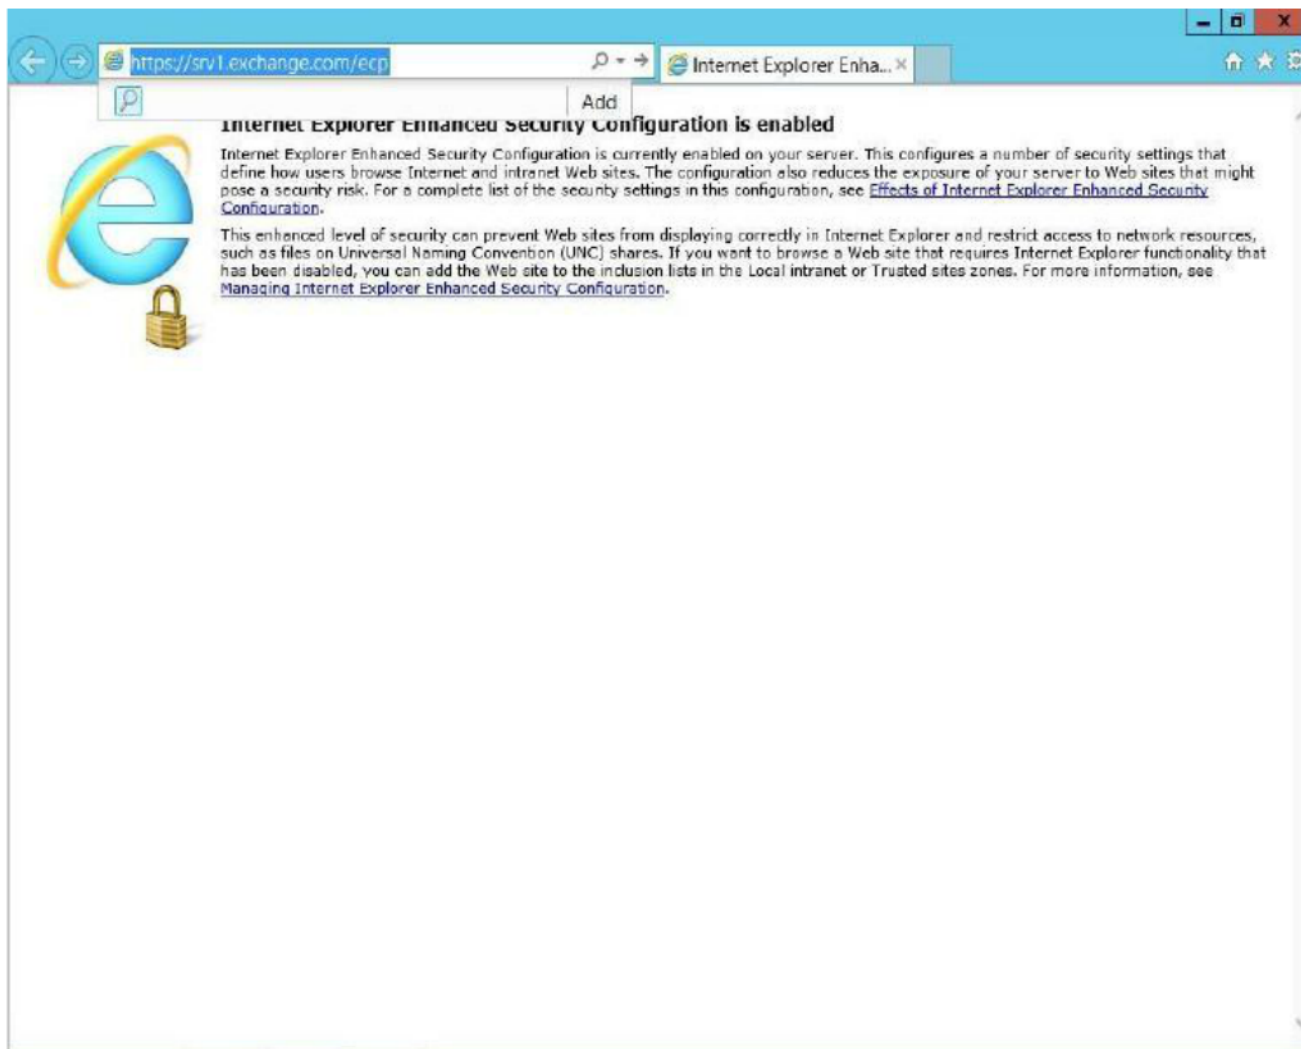 https://srv1.exchange.com/ecp
Internet Explorer Enha...
Add
Internet Explorer Enhanced Security Configuration is enabled
Internet Explorer Enhanced Security Configuration is currently enabled on your server. This configures a number of security settings that
define how users browse Internet and intranet Web sites. The configuration also reduces the exposure of your server to Web sites that might
pose a security risk. For a complete list of the security settings in this configuration, see Effects of Internet Explorer Enhanced Security
Configuration.
This enhanced level of security can prevent Web sites from displaying correctly in Internet Explorer and restrict access to network resources,
such as files on Universal Naming Convention (UNC) shares. If you want to browse a Web site that requires Internet Explorer functionality that
has been disabled, you can add the Web site to the inclusion lists in the Local intranet or Trusted sites zones. For more information, see
Managing Internet Explorer Enhanced Security Configuration.